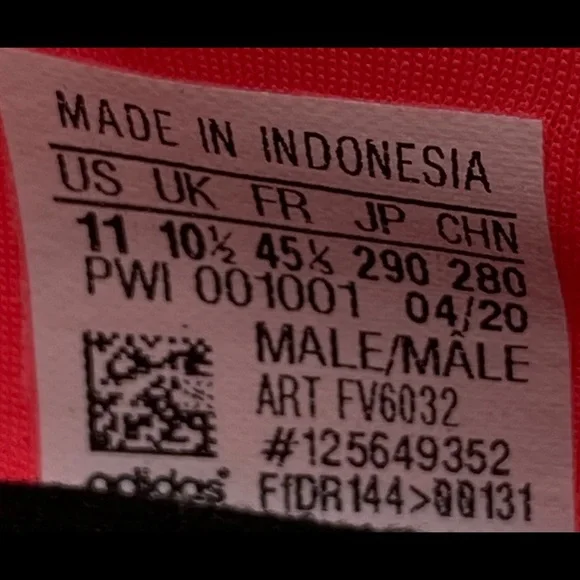 MADE IN INDONESIA
US UK FR JP CHN
11 10½ 45⅓ 290 280
PWI 001001 04/20
MALE/MÂLE
ART FV6032
#125649352
adidas FfDR144>00131